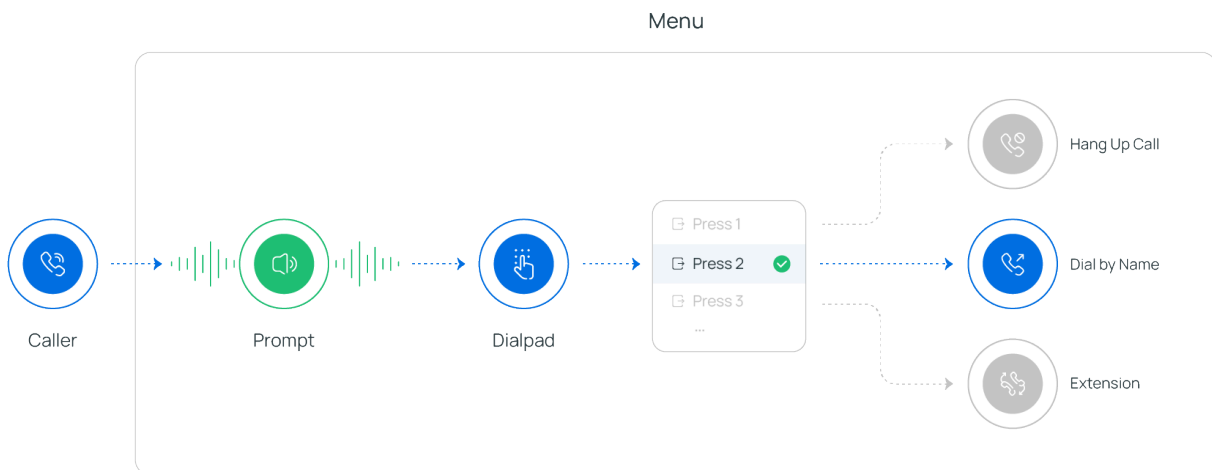 Menu
Caller
Prompt
Dialpad
Press 1
Press 2
Press 3
...
Hang Up Call
Dial by Name
Extension